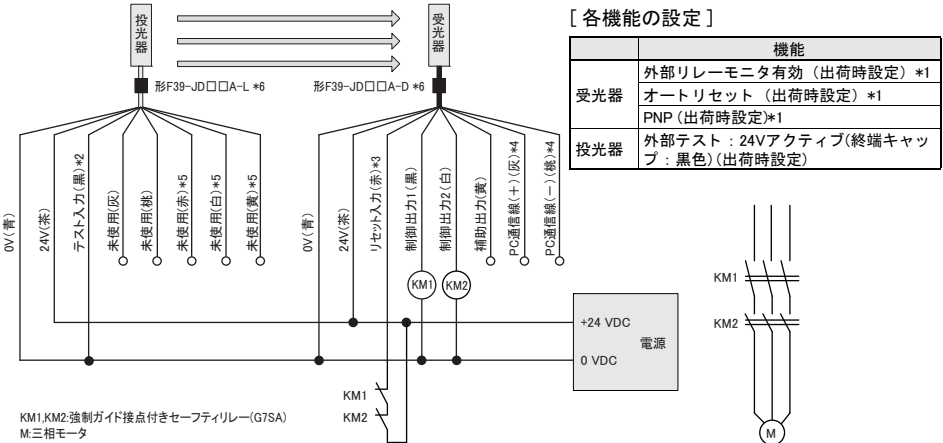 投光器
受光器
[ 各機能の設定 ]
機能
受光器
外部リレーモニタ有効（出荷時設定）*1
オートリセット（出荷時設定）*1
PNP（出荷時設定）*1
投光器
外部テスト：24Vアクティブ(終端キャッ
プ：黒色)(出荷時設定)
形F39-JD□□A-L *6
形F39-JD□□A-D *6
0V(青)
24V(茶)
テスト入力(黒)*2
未使用(灰)
未使用(桃)
未使用(赤)*5
未使用(白)*5
未使用(黄)*5
0V(青)
24V(茶)
リセット入力(赤)*3
制御出力1(黒)
制御出力2(白)
補助出力(黄)
PC通信線(＋)(灰)*4
PC通信線(－)(桃)*4
KM1
KM2
+24 VDC
電源
0 VDC
KM1
KM2
KM1
KM2
M
KM1,KM2:強制ガイド接点付きセーフティリレー(G7SA)
M:三相モータ